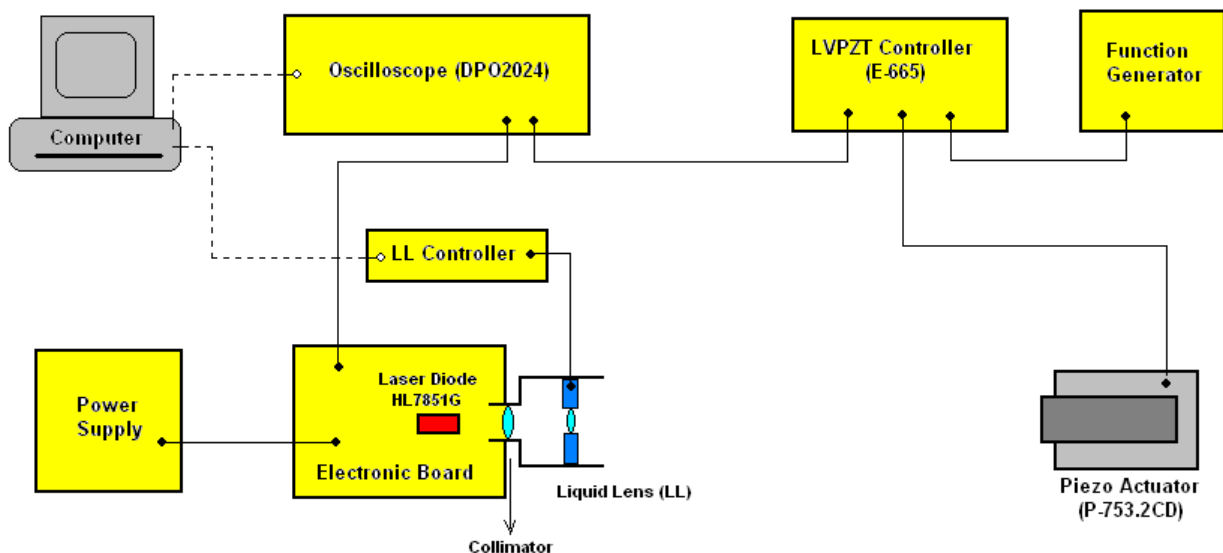 Oscilloscope (DPO2024)
LVPZT Controller
(E-665)
Function
Generator
Computer
LL Controller
Laser Diode
HL7851G
Power
Supply
Electronic Board
Liquid Lens (LL)
Collimator
Piezo Actuator
(P-753.2CD)